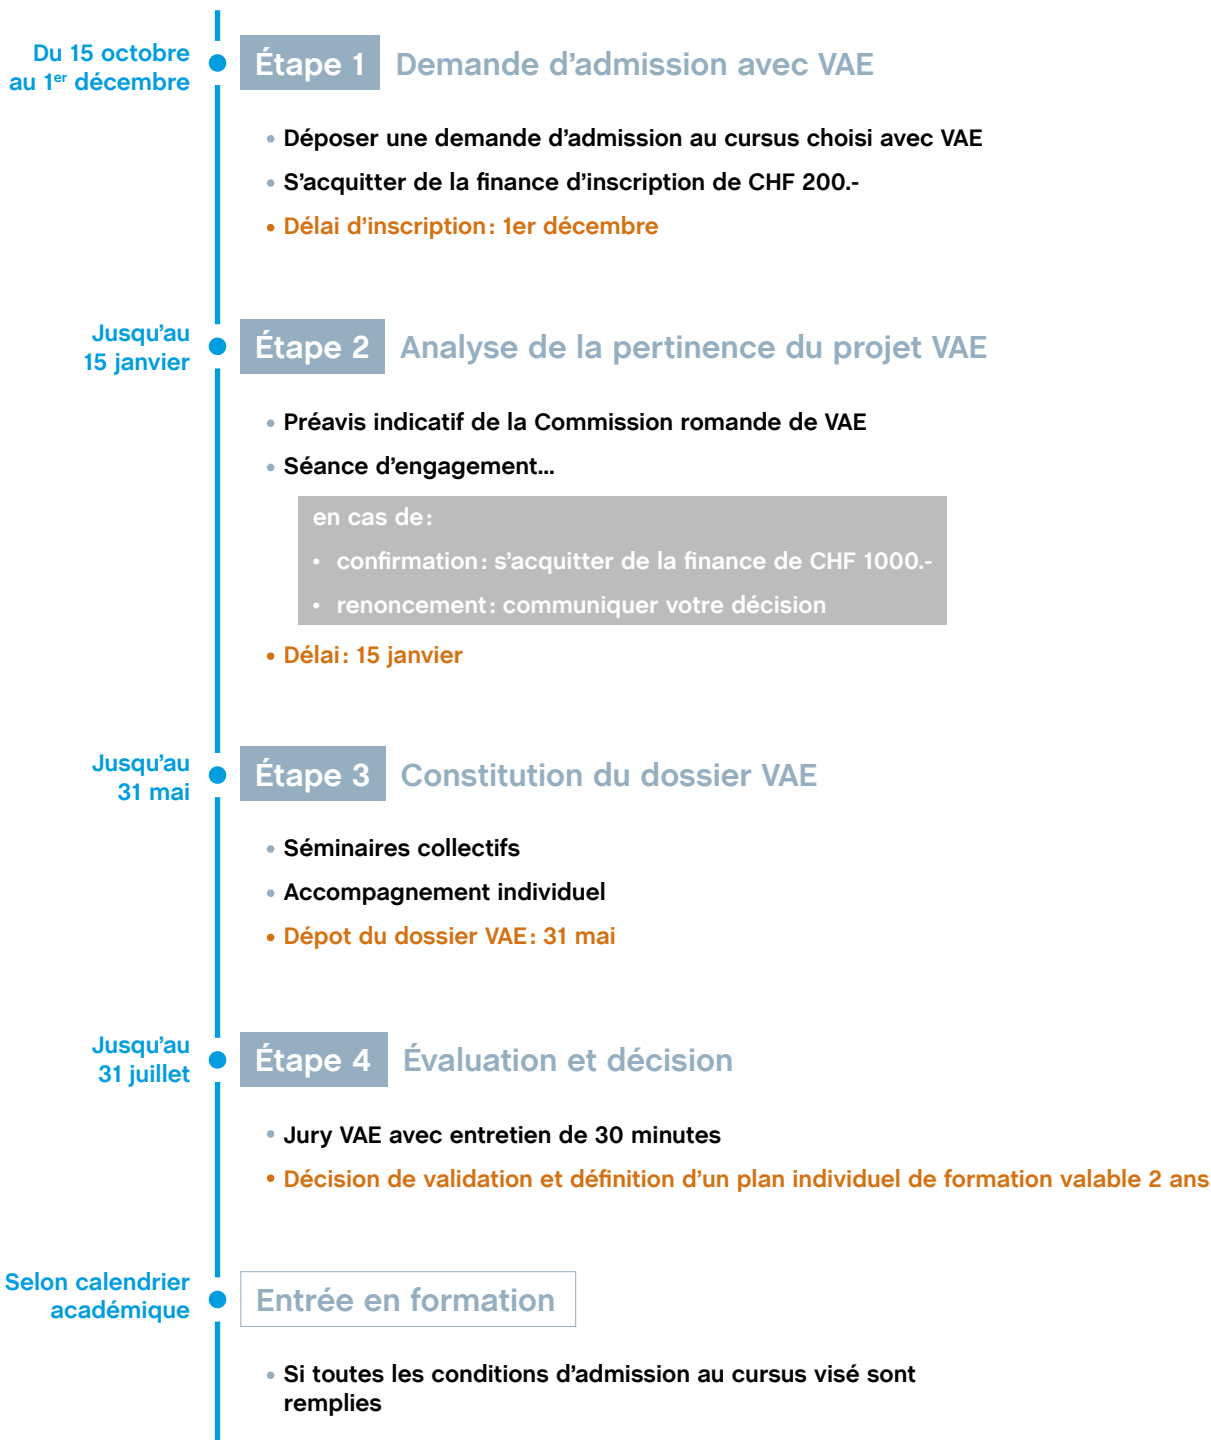 Du 15 octobre
au 1er décembre
Étape 1
Demande d'admission avec VAE
• Déposer une demande d'admission au cursus choisi avec VAE
• S'acquitter de la finance d'inscription de CHF 200.-
• Délai d'inscription : 1er décembre
Jusqu'au
15 janvier
Étape 2
Analyse de la pertinence du projet VAE
• Préavis indicatif de la Commission romande de VAE
• Séance d'engagement...
en cas de :
• confirmation : s'acquitter de la finance de CHF 1000.-
• renoncement : communiquer votre décision
• Délai : 15 janvier
Jusqu'au
31 mai
Étape 3
Constitution du dossier VAE
• Séminaires collectifs
• Accompagnement individuel
• Dépot du dossier VAE : 31 mai
Jusqu'au
31 juillet
Étape 4
Évaluation et décision
• Jury VAE avec entretien de 30 minutes
• Décision de validation et définition d'un plan individuel de formation valable 2 ans
Selon calendrier
académique
Entrée en formation
• Si toutes les conditions d'admission au cursus visé sont
remplies